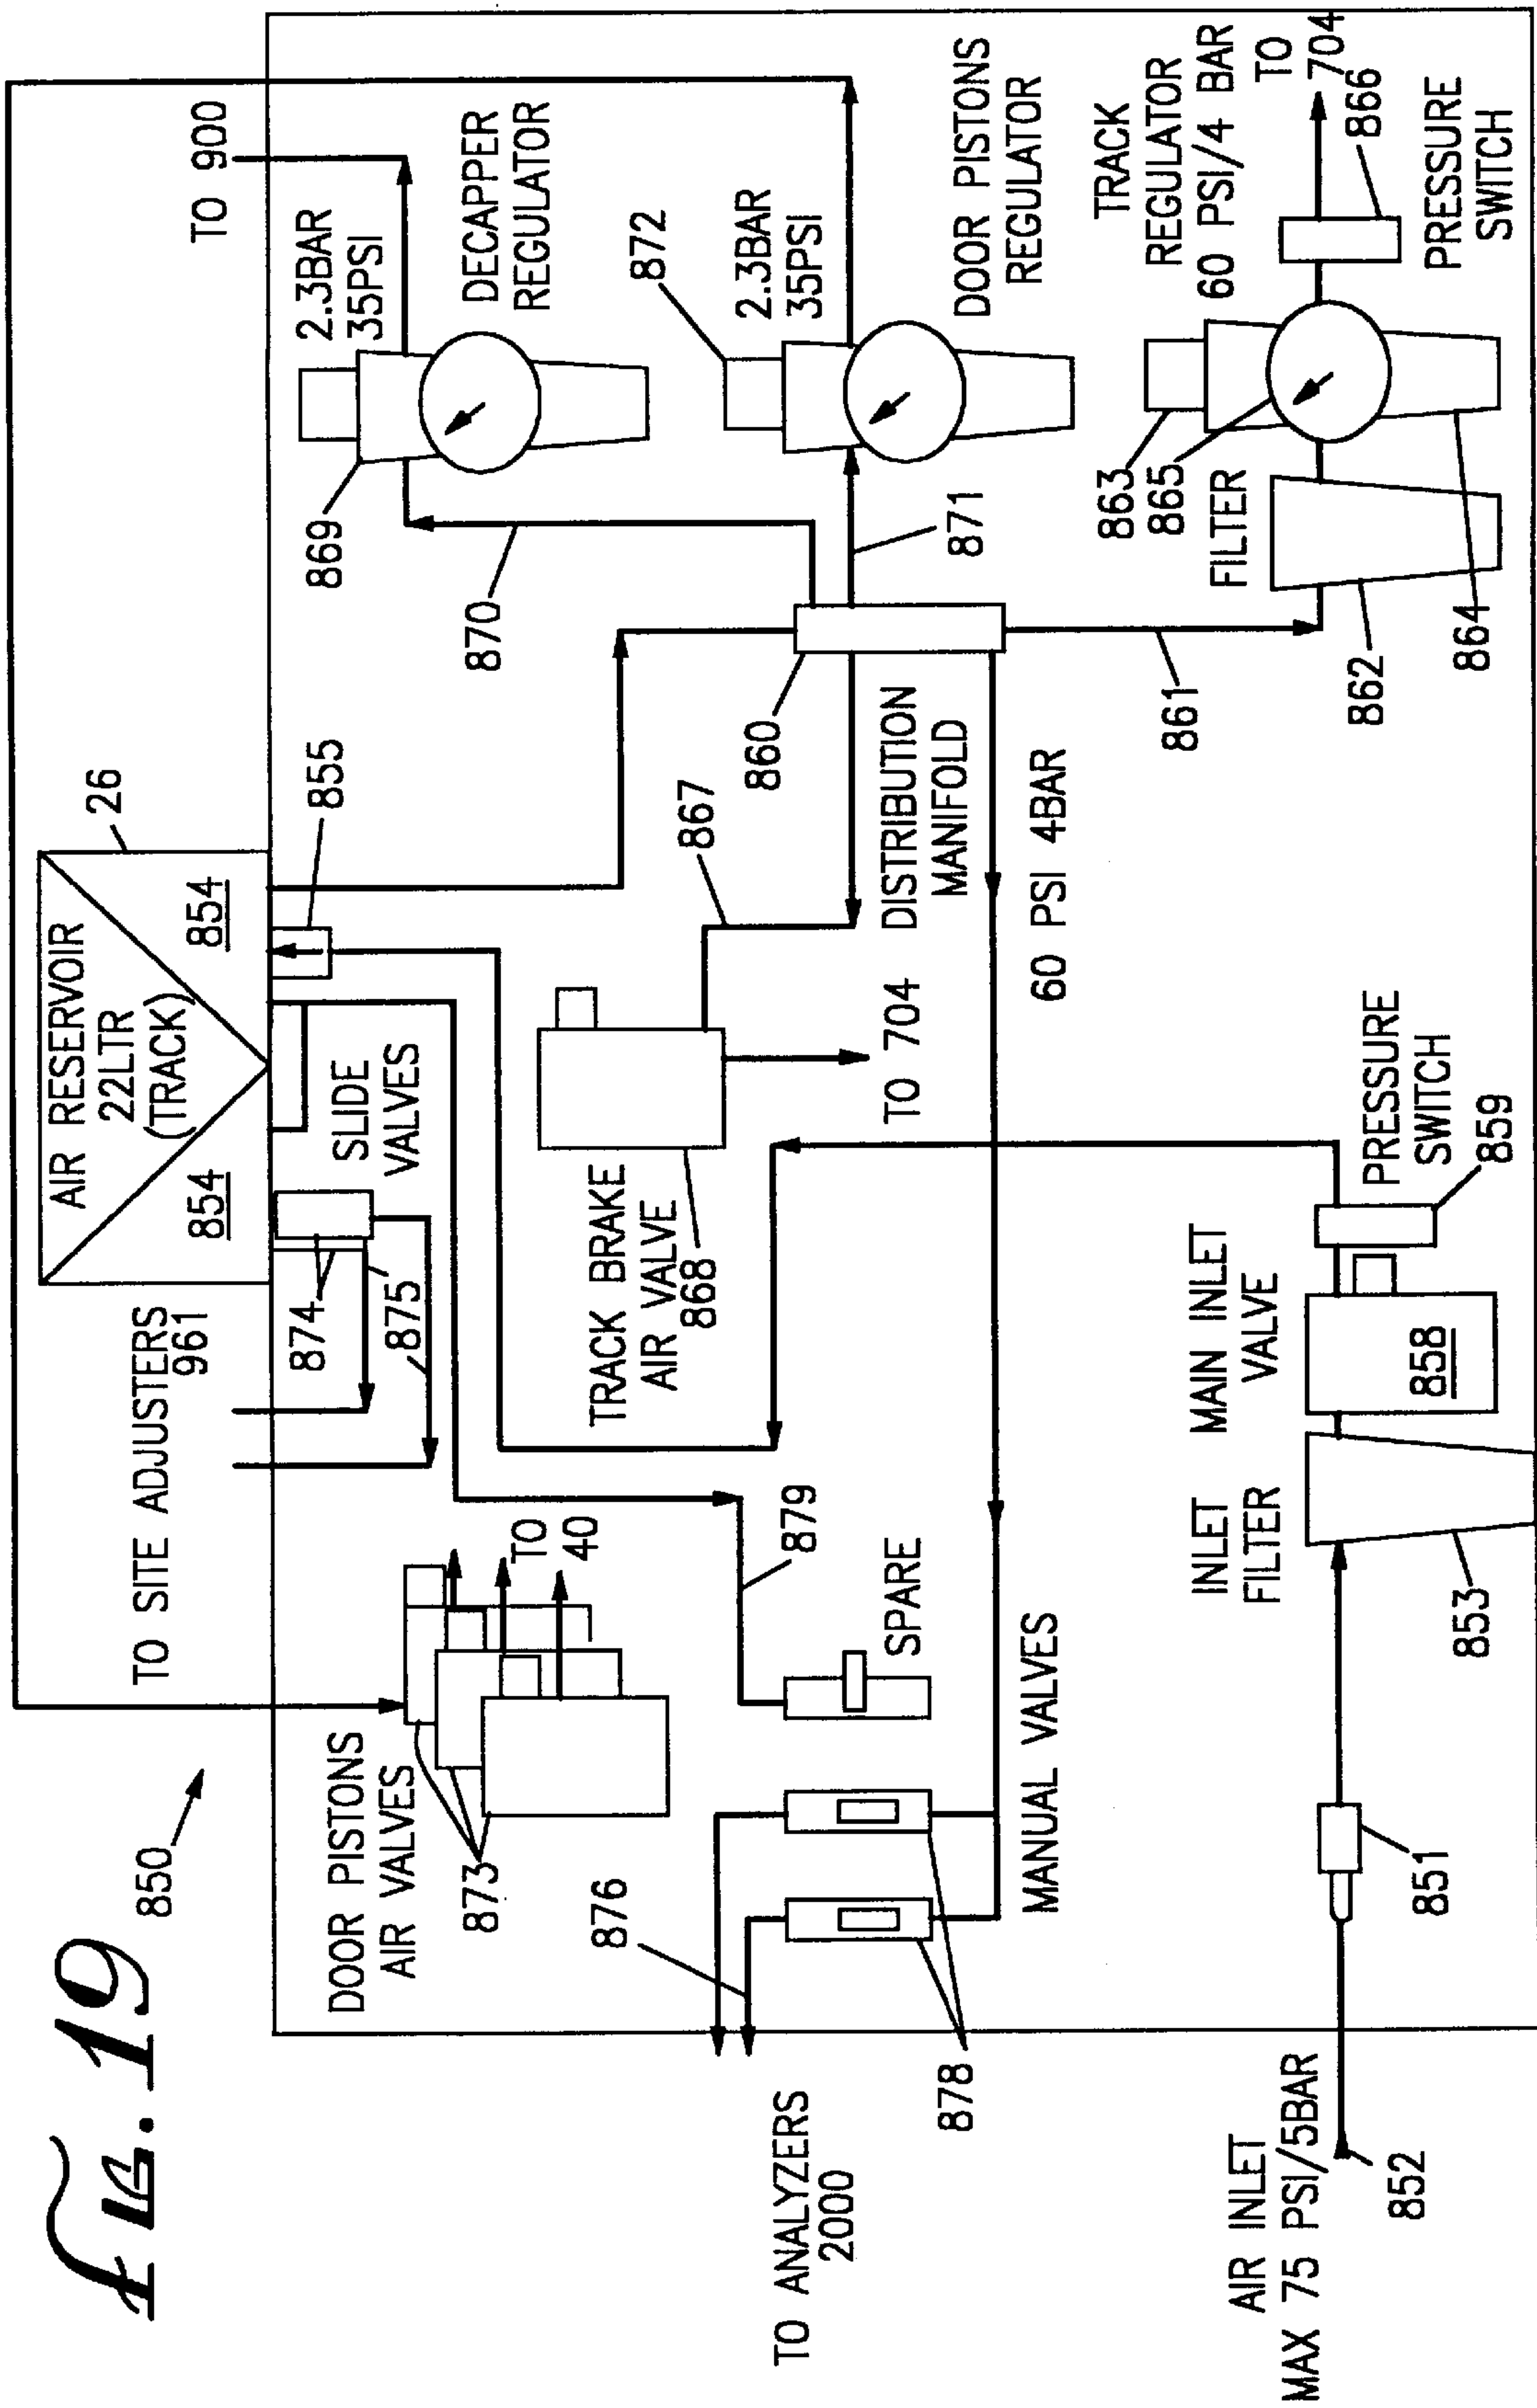 Fig. 19
850
AIR RESERVOIR
22LTR
(TRACK)
854
854
26
855
TO SITE ADJUSTERS
961
874
875
SLIDE
VALVES
TO 900
2.3BAR
35PSI
DECAPPER
REGULATOR
869
870
872
2.3BAR
35PSI
DOOR PISTONS
REGULATOR
871
DOOR PISTONS
AIR VALVES
873
TO
40
876
878
TO ANALYZERS
2000
879
SPARE
MANUAL VALVES
TRACK BRAKE
AIR VALVE
868
867
TO 704
860
DISTRIBUTION
MANIFOLD
60 PSI 4BAR
861
TRACK
REGULATOR
60 PSI/4 BAR
TO
704
863
865
FILTER
862
864
866
PRESSURE
SWITCH
AIR INLET
MAX 75 PSI/5BAR
852
851
INLET
FILTER
853
MAIN INLET
VALVE
858
PRESSURE
SWITCH
859